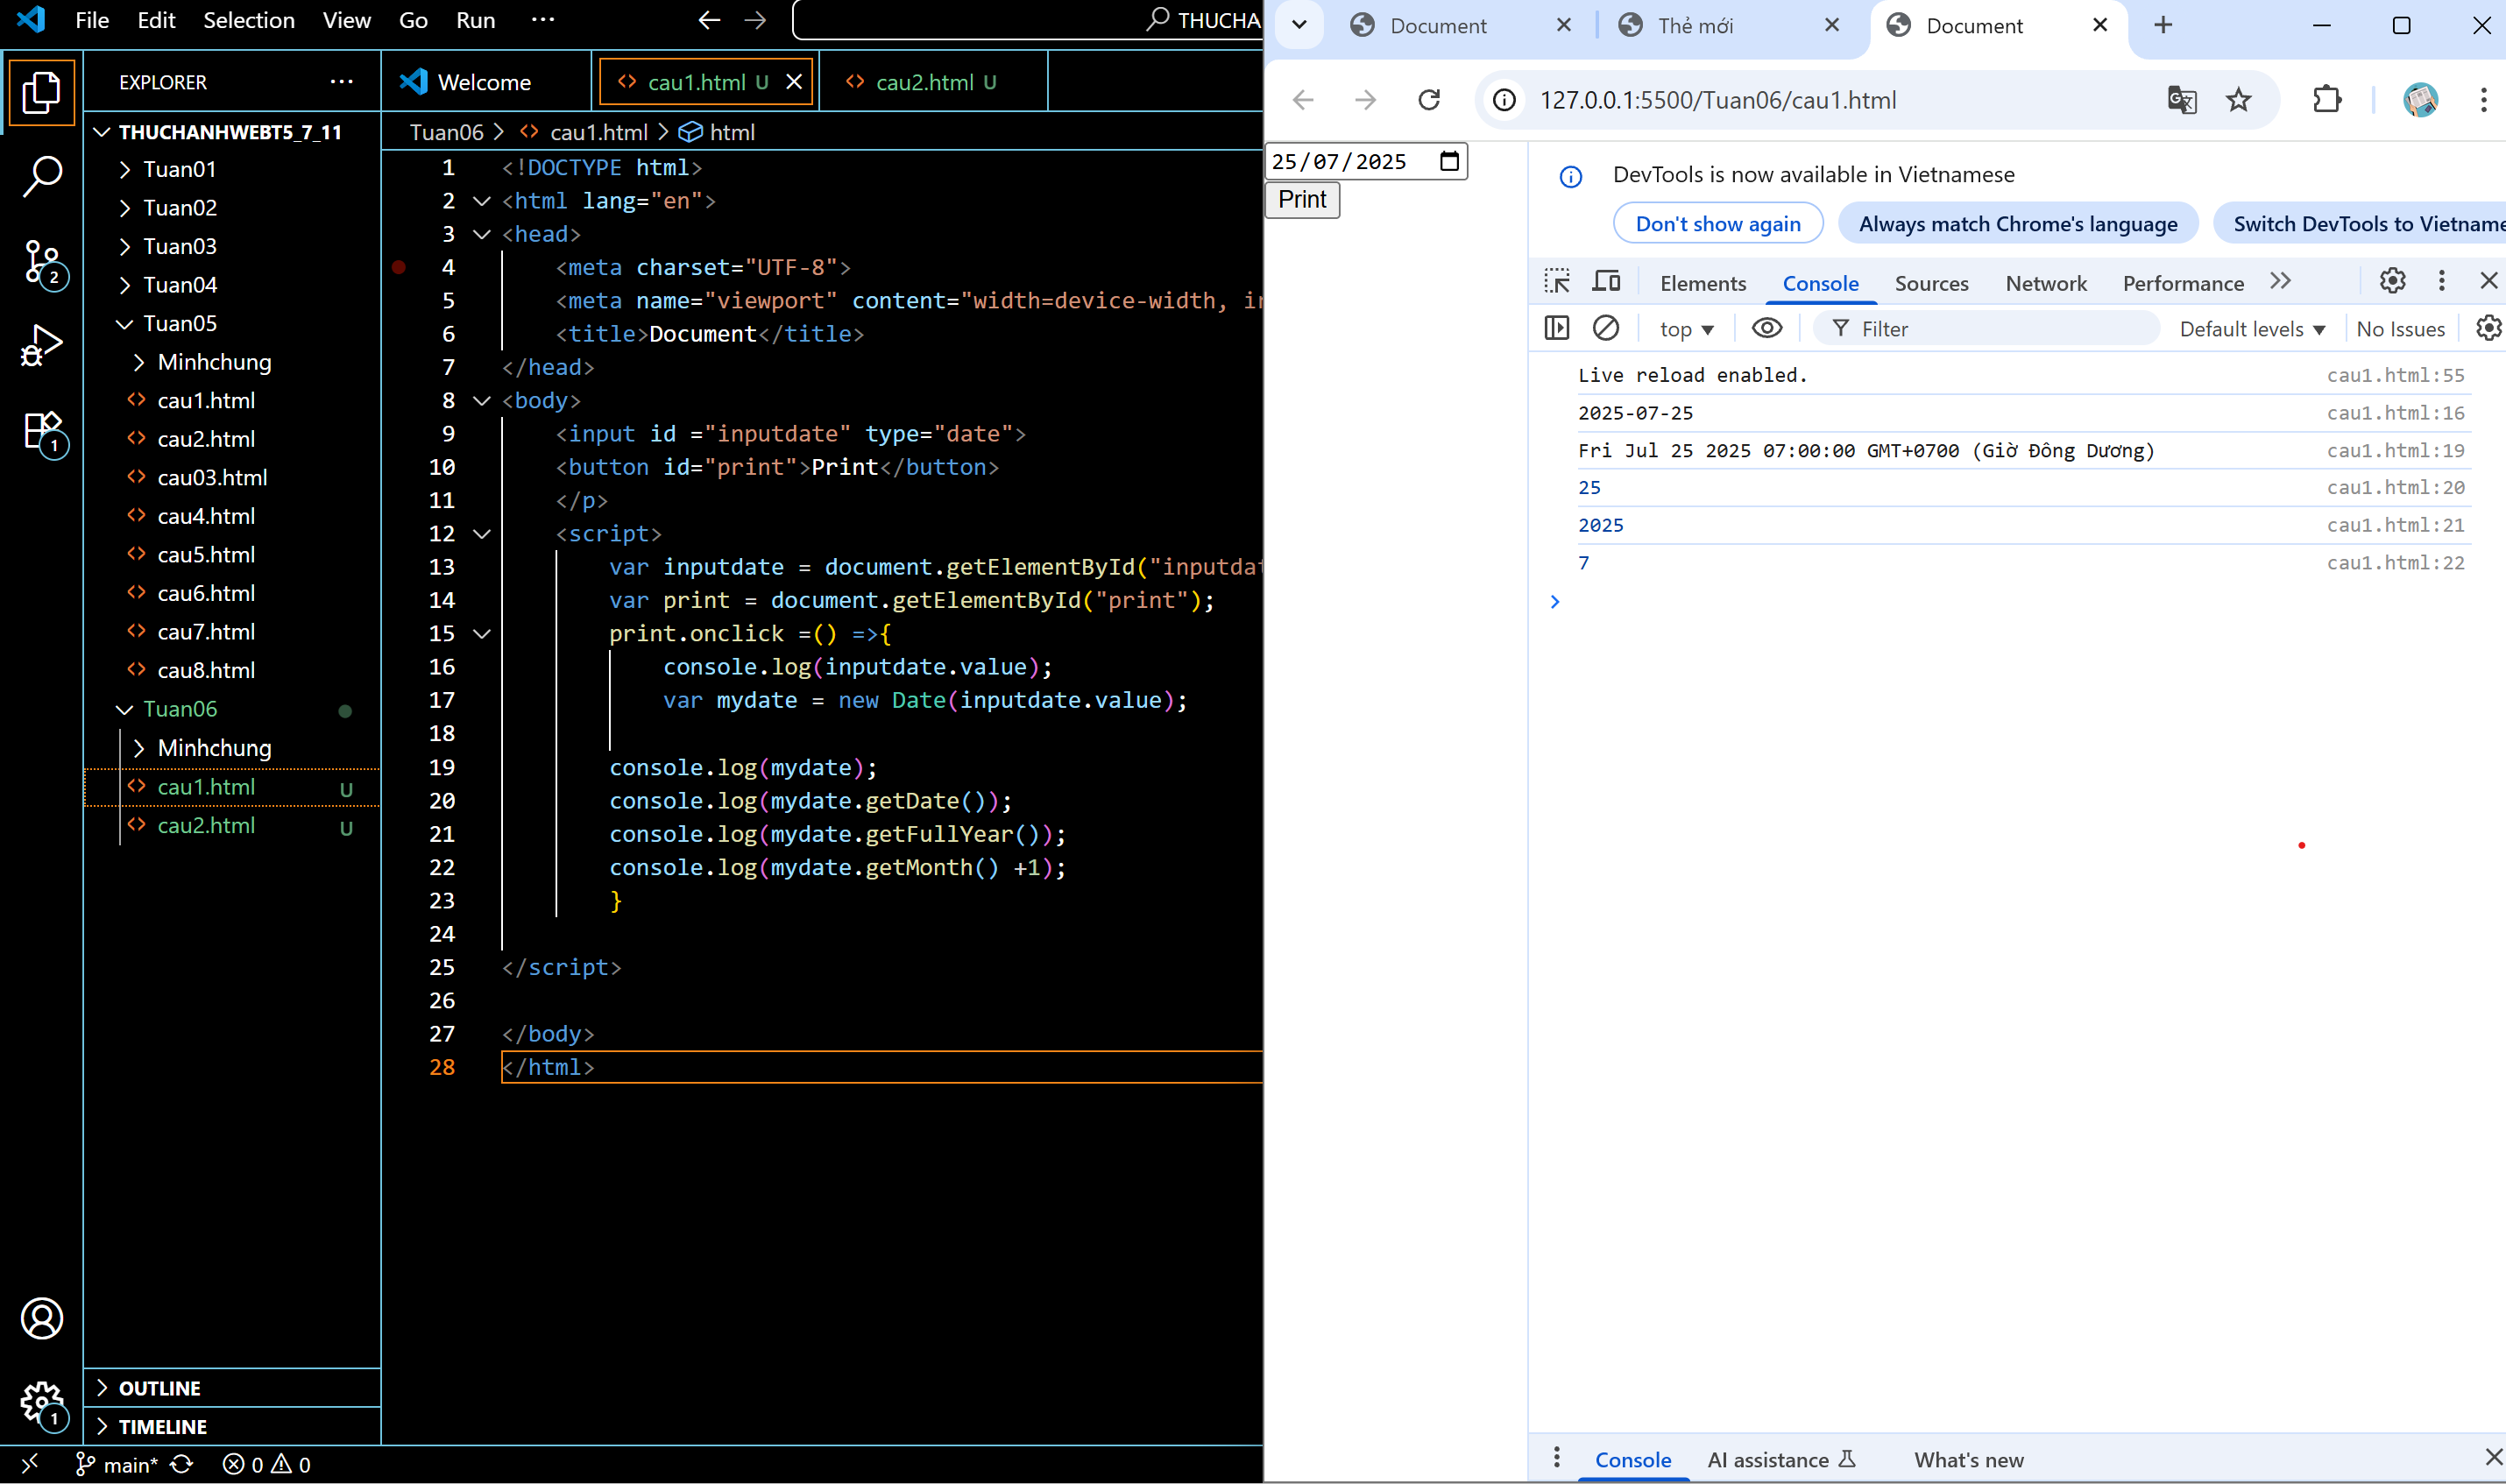 File Edit Selection View Go Run ··· THUCHA
EXPLORER ···
THUCHANHWEBT5_7_11
Tuan01
Tuan02
Tuan03
Tuan04
Tuan05
Minhchung
cau1.html
cau2.html
cau03.html
cau4.html
cau5.html
cau6.html
cau7.html
cau8.html
Tuan06
Minhchung
cau1.html U
cau2.html U
OUTLINE
TIMELINE
2
1
1
main* 0 0
Welcome cau1.html U cau2.html U
Tuan06 > cau1.html > html
1 <!DOCTYPE html>
2 <html lang="en">
3 <head>
4 <meta charset="UTF-8">
5 <meta name="viewport" content="width=device-width,
6 <title>Document</title>
7 </head>
8 <body>
9 <input id ="inputdate" type="date">
10 <button id="print">Print</button>
11 </p>
12 <script>
13 var inputdate = document.getElementById("inputdat
14 var print = document.getElementById("print");
15 print.onclick =() =>{
16 console.log(inputdate.value);
17 var mydate = new Date(inputdate.value);
18
19 console.log(mydate);
20 console.log(mydate.getDate());
21 console.log(mydate.getFullYear());
22 console.log(mydate.getMonth() +1);
23 }
24
25 </script>
26
27 </body>
28 </html>
Document Thẻ mới Document
127.0.0.1:5500/Tuan06/cau1.html
25/07/2025
Print
DevTools is now available in Vietnamese
Don't show again Always match Chrome's language Switch DevTools to Vietname
Elements Console Sources Network Performance
top Filter Default levels No Issues
Live reload enabled. cau1.html:55
2025-07-25 cau1.html:16
Fri Jul 25 2025 07:00:00 GMT+0700 (Giờ Đông Dương) cau1.html:19
25 cau1.html:20
2025 cau1.html:21
7 cau1.html:22
Console AI assistance What's new